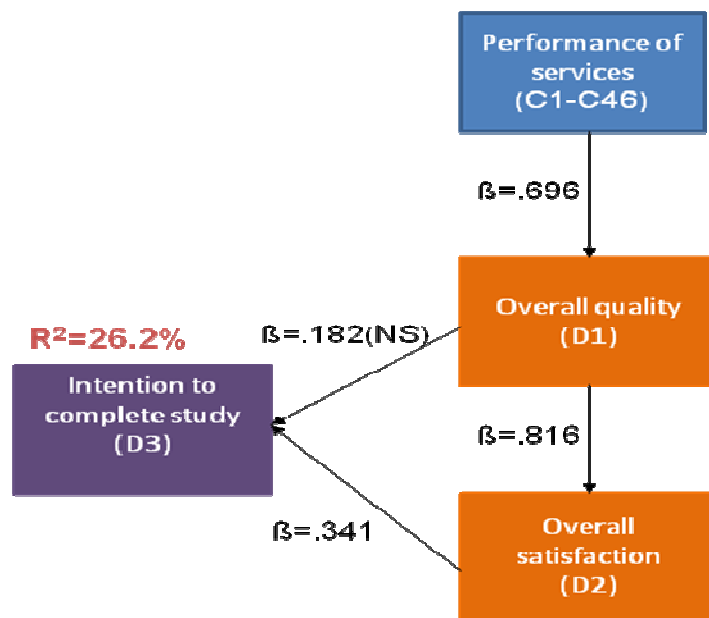 Performance of
services
(C1-C46)
ß=.696
Overall quality
(D1)
ß=.182(NS)
R²=26.2%
Intention to
complete study
(D3)
ß=.816
ß=.341
Overall
satisfaction
(D2)